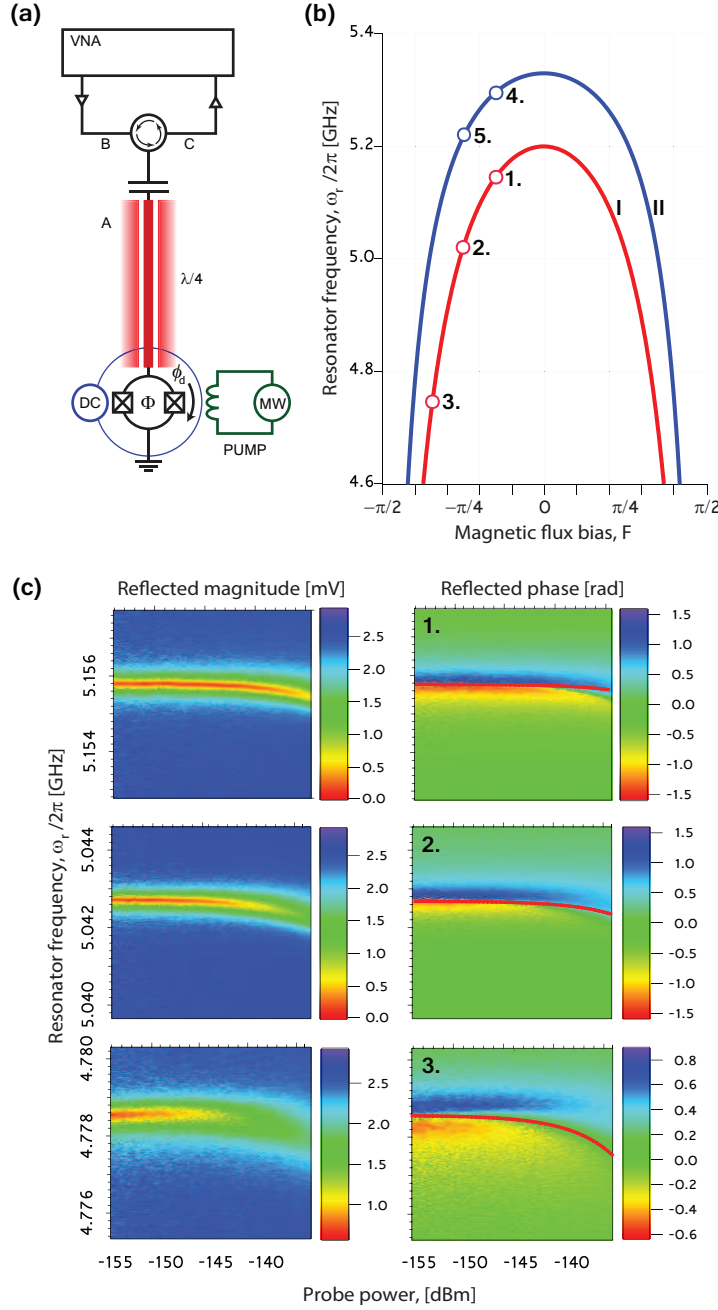 (a)
VNA
B
C
A
λ/4
ϕd
DC
Φ
MW
PUMP
(b)
Resonator frequency, ωr /2π [GHz]
5.4
5.2
5.0
4.8
4.6
4.
5.
1.
2.
3.
I
II
−π/2
−π/4
0
π/4
π/2
Magnetic flux bias, F
(c)
Reflected magnitude [mV]
Reflected phase [rad]
Resonator frequency, ωr /2π [GHz]
5.156
5.154
2.5
2.0
1.5
1.0
0.5
0.0
1.
1.5
1.0
0.5
0.0
-0.5
-1.0
-1.5
5.044
5.042
5.040
2.5
2.0
1.5
1.0
0.5
0.0
2.
1.5
1.0
0.5
0.0
-0.5
-1.0
-1.5
4.780
4.778
4.776
2.5
2.0
1.5
1.0
3.
0.8
0.6
0.4
0.2
0.0
-0.2
-0.4
-0.6
-155
-150
-145
-140
-155
-150
-145
-140
Probe power, [dBm]